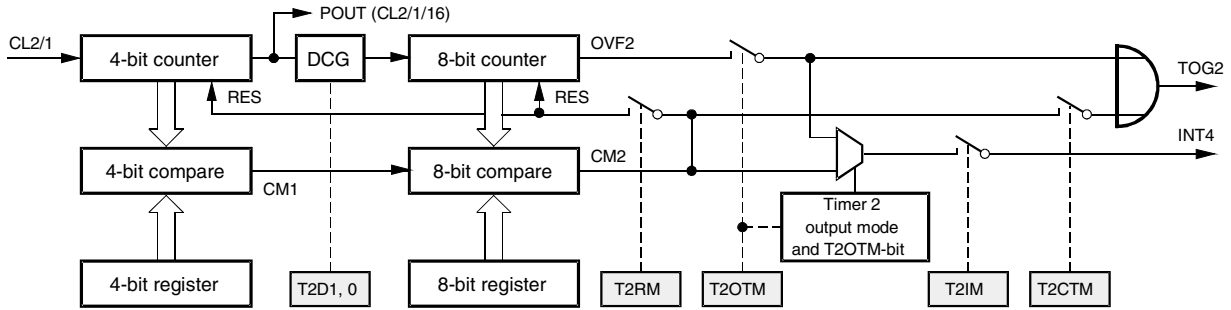 POUT (CL2/1/16)
CL2/1
4-bit counter
DCG
8-bit counter
OVF2
TOG2
RES
RES
INT4
4-bit compare
CM1
8-bit compare
CM2
Timer 2
output mode
and T2OTM-bit
4-bit register
T2D1, 0
8-bit register
T2RM
T2OTM
T2IM
T2CTM